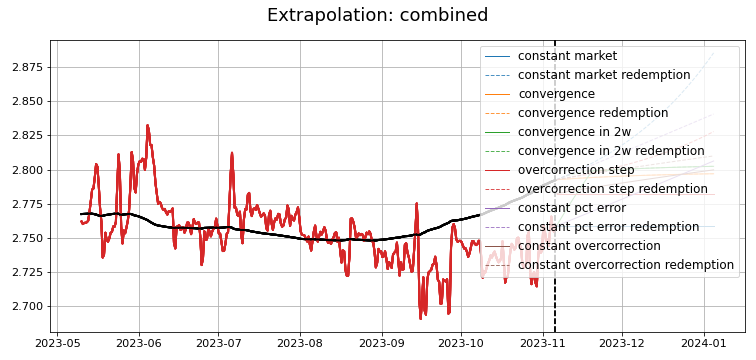 Extrapolation: combined
2.875
2.850
2.825
2.800
2.775
2.750
2.725
2.700
constant market
constant market redemption
convergence
convergence redemption
convergence in 2w
convergence in 2w redemption
overcorrection step
overcorrection step redemption
constant pct error
constant pct error redemption
constant overcorrection
constant overcorrection redemption
2023-05
2023-06
2023-07
2023-08
2023-09
2023-10
2023-11
2023-12
2024-01